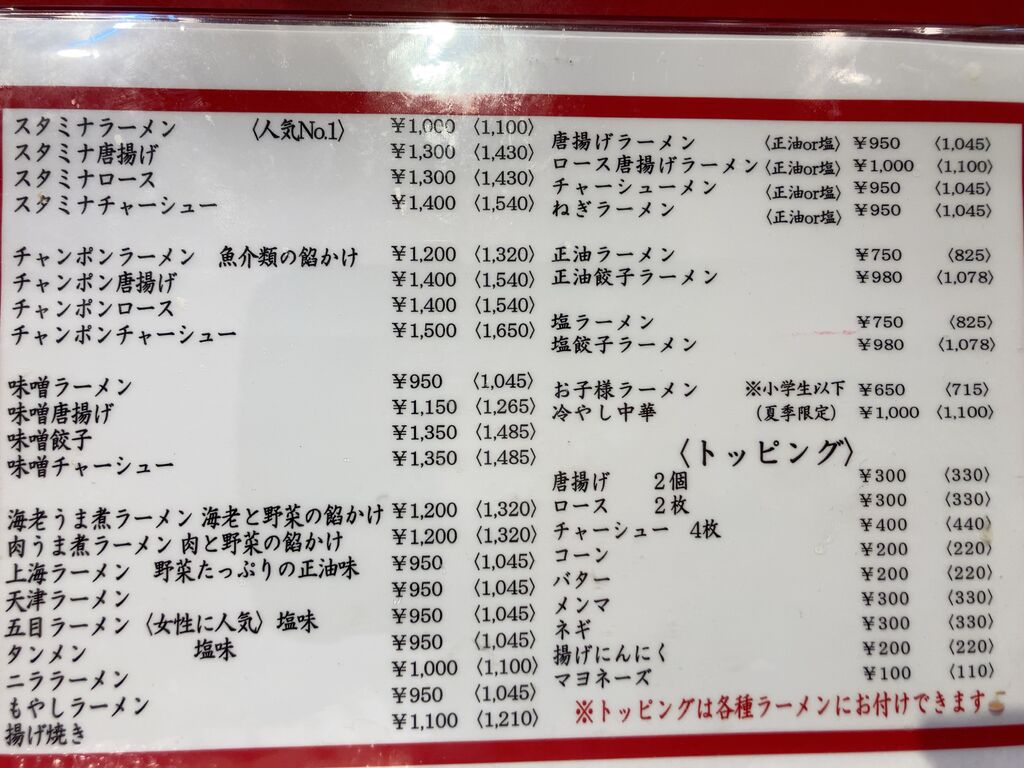 スタミナラーメン 〈人気No.1〉 ￥1,000 〈1,100〉
スタミナ唐揚げ ￥1,300 〈1,430〉
スタミナロース ￥1,300 〈1,430〉
スタミナチャーシュー ￥1,400 〈1,540〉
チャンポンラーメン 魚介類の餡かけ ￥1,200 〈1,320〉
チャンポン唐揚げ ￥1,400 〈1,540〉
チャンポンロース ￥1,400 〈1,540〉
チャンポンチャーシュー ￥1,500 〈1,650〉
味噌ラーメン ￥950 〈1,045〉
味噌唐揚げ ￥1,150 〈1,265〉
味噌餃子 ￥1,350 〈1,485〉
味噌チャーシュー ￥1,350 〈1,485〉
海老うま煮ラーメン 海老と野菜の餡かけ ￥1,200 〈1,320〉
肉うま煮ラーメン 肉と野菜の餡かけ ￥1,200 〈1,320〉
上海ラーメン 野菜たっぷりの正油味 ￥950 〈1,045〉
天津ラーメン ￥950 〈1,045〉
五目ラーメン 〈女性に人気〉 塩味 ￥950 〈1,045〉
タンメン 塩味 ￥950 〈1,045〉
ニララーメン ￥1,000 〈1,100〉
もやしラーメン ￥950 〈1,045〉
揚げ焼き ￥1,100 〈1,210〉
唐揚げラーメン 〈正油or塩〉 ￥950 〈1,045〉
ロース唐揚げラーメン 〈正油or塩〉 ￥1,000 〈1,100〉
チャーシューメン 〈正油or塩〉 ￥950 〈1,045〉
ねぎラーメン 〈正油or塩〉 ￥950 〈1,045〉
正油ラーメン ￥750 〈825〉
正油餃子ラーメン ￥980 〈1,078〉
塩ラーメン ￥750 〈825〉
塩餃子ラーメン ￥980 〈1,078〉
お子様ラーメン ※小学生以下 ￥650 〈715〉
冷やし中華 (夏季限定) ￥1,000 〈1,100〉
〈トッピング〉
唐揚げ 2個 ￥300 〈330〉
ロース 2枚 ￥300 〈330〉
チャーシュー 4枚 ￥400 〈440〉
コーン ￥200 〈220〉
バター ￥200 〈220〉
メンマ ￥300 〈330〉
ネギ ￥300 〈330〉
揚げにんにく ￥200 〈220〉
マヨネーズ ￥100 〈110〉
※トッピングは各種ラーメンにお付けできます